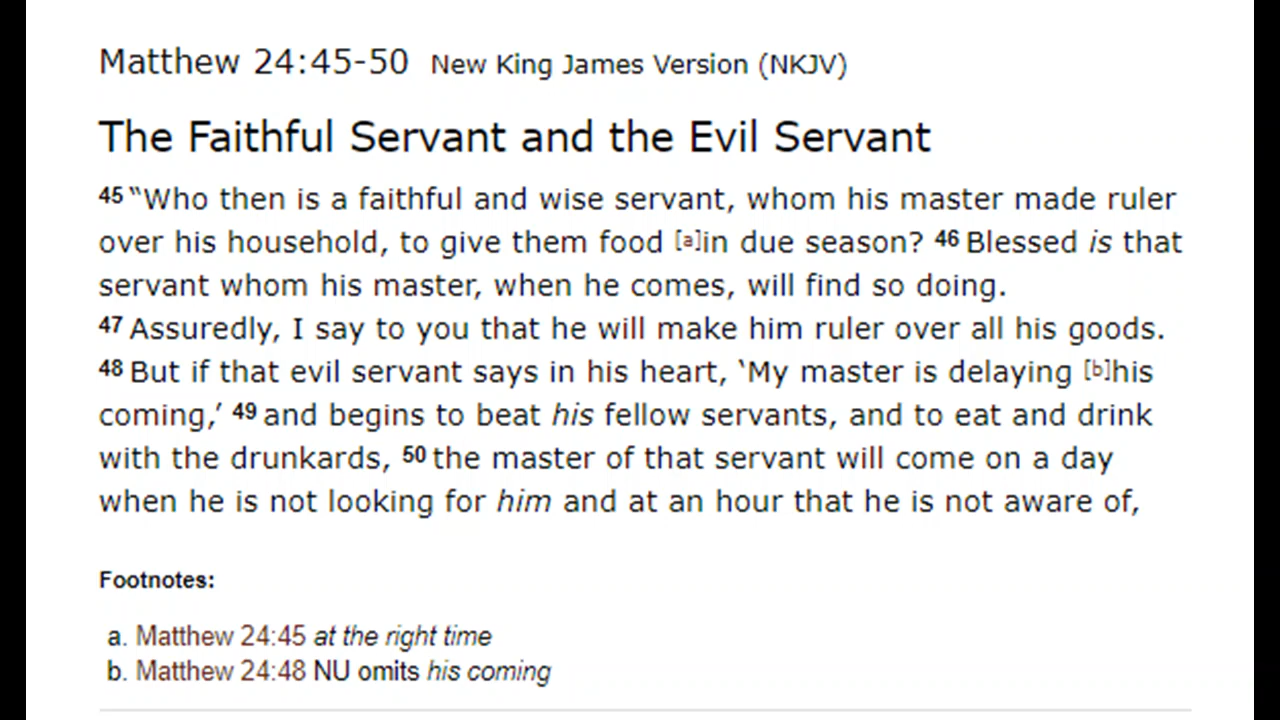 Matthew 24:45-50 New King James Version (NKJV)
The Faithful Servant and the Evil Servant
45 “Who then is a faithful and wise servant, whom his master made ruler
over his household, to give them food [a]in due season? 46 Blessed is that
servant whom his master, when he comes, will find so doing.
47 Assuredly, I say to you that he will make him ruler over all his goods.
48 But if that evil servant says in his heart, ‘My master is delaying [b]his
coming,’ 49 and begins to beat his fellow servants, and to eat and drink
with the drunkards, 50 the master of that servant will come on a day
when he is not looking for him and at an hour that he is not aware of,
Footnotes:
a. Matthew 24:45 at the right time
b. Matthew 24:48 NU omits his coming